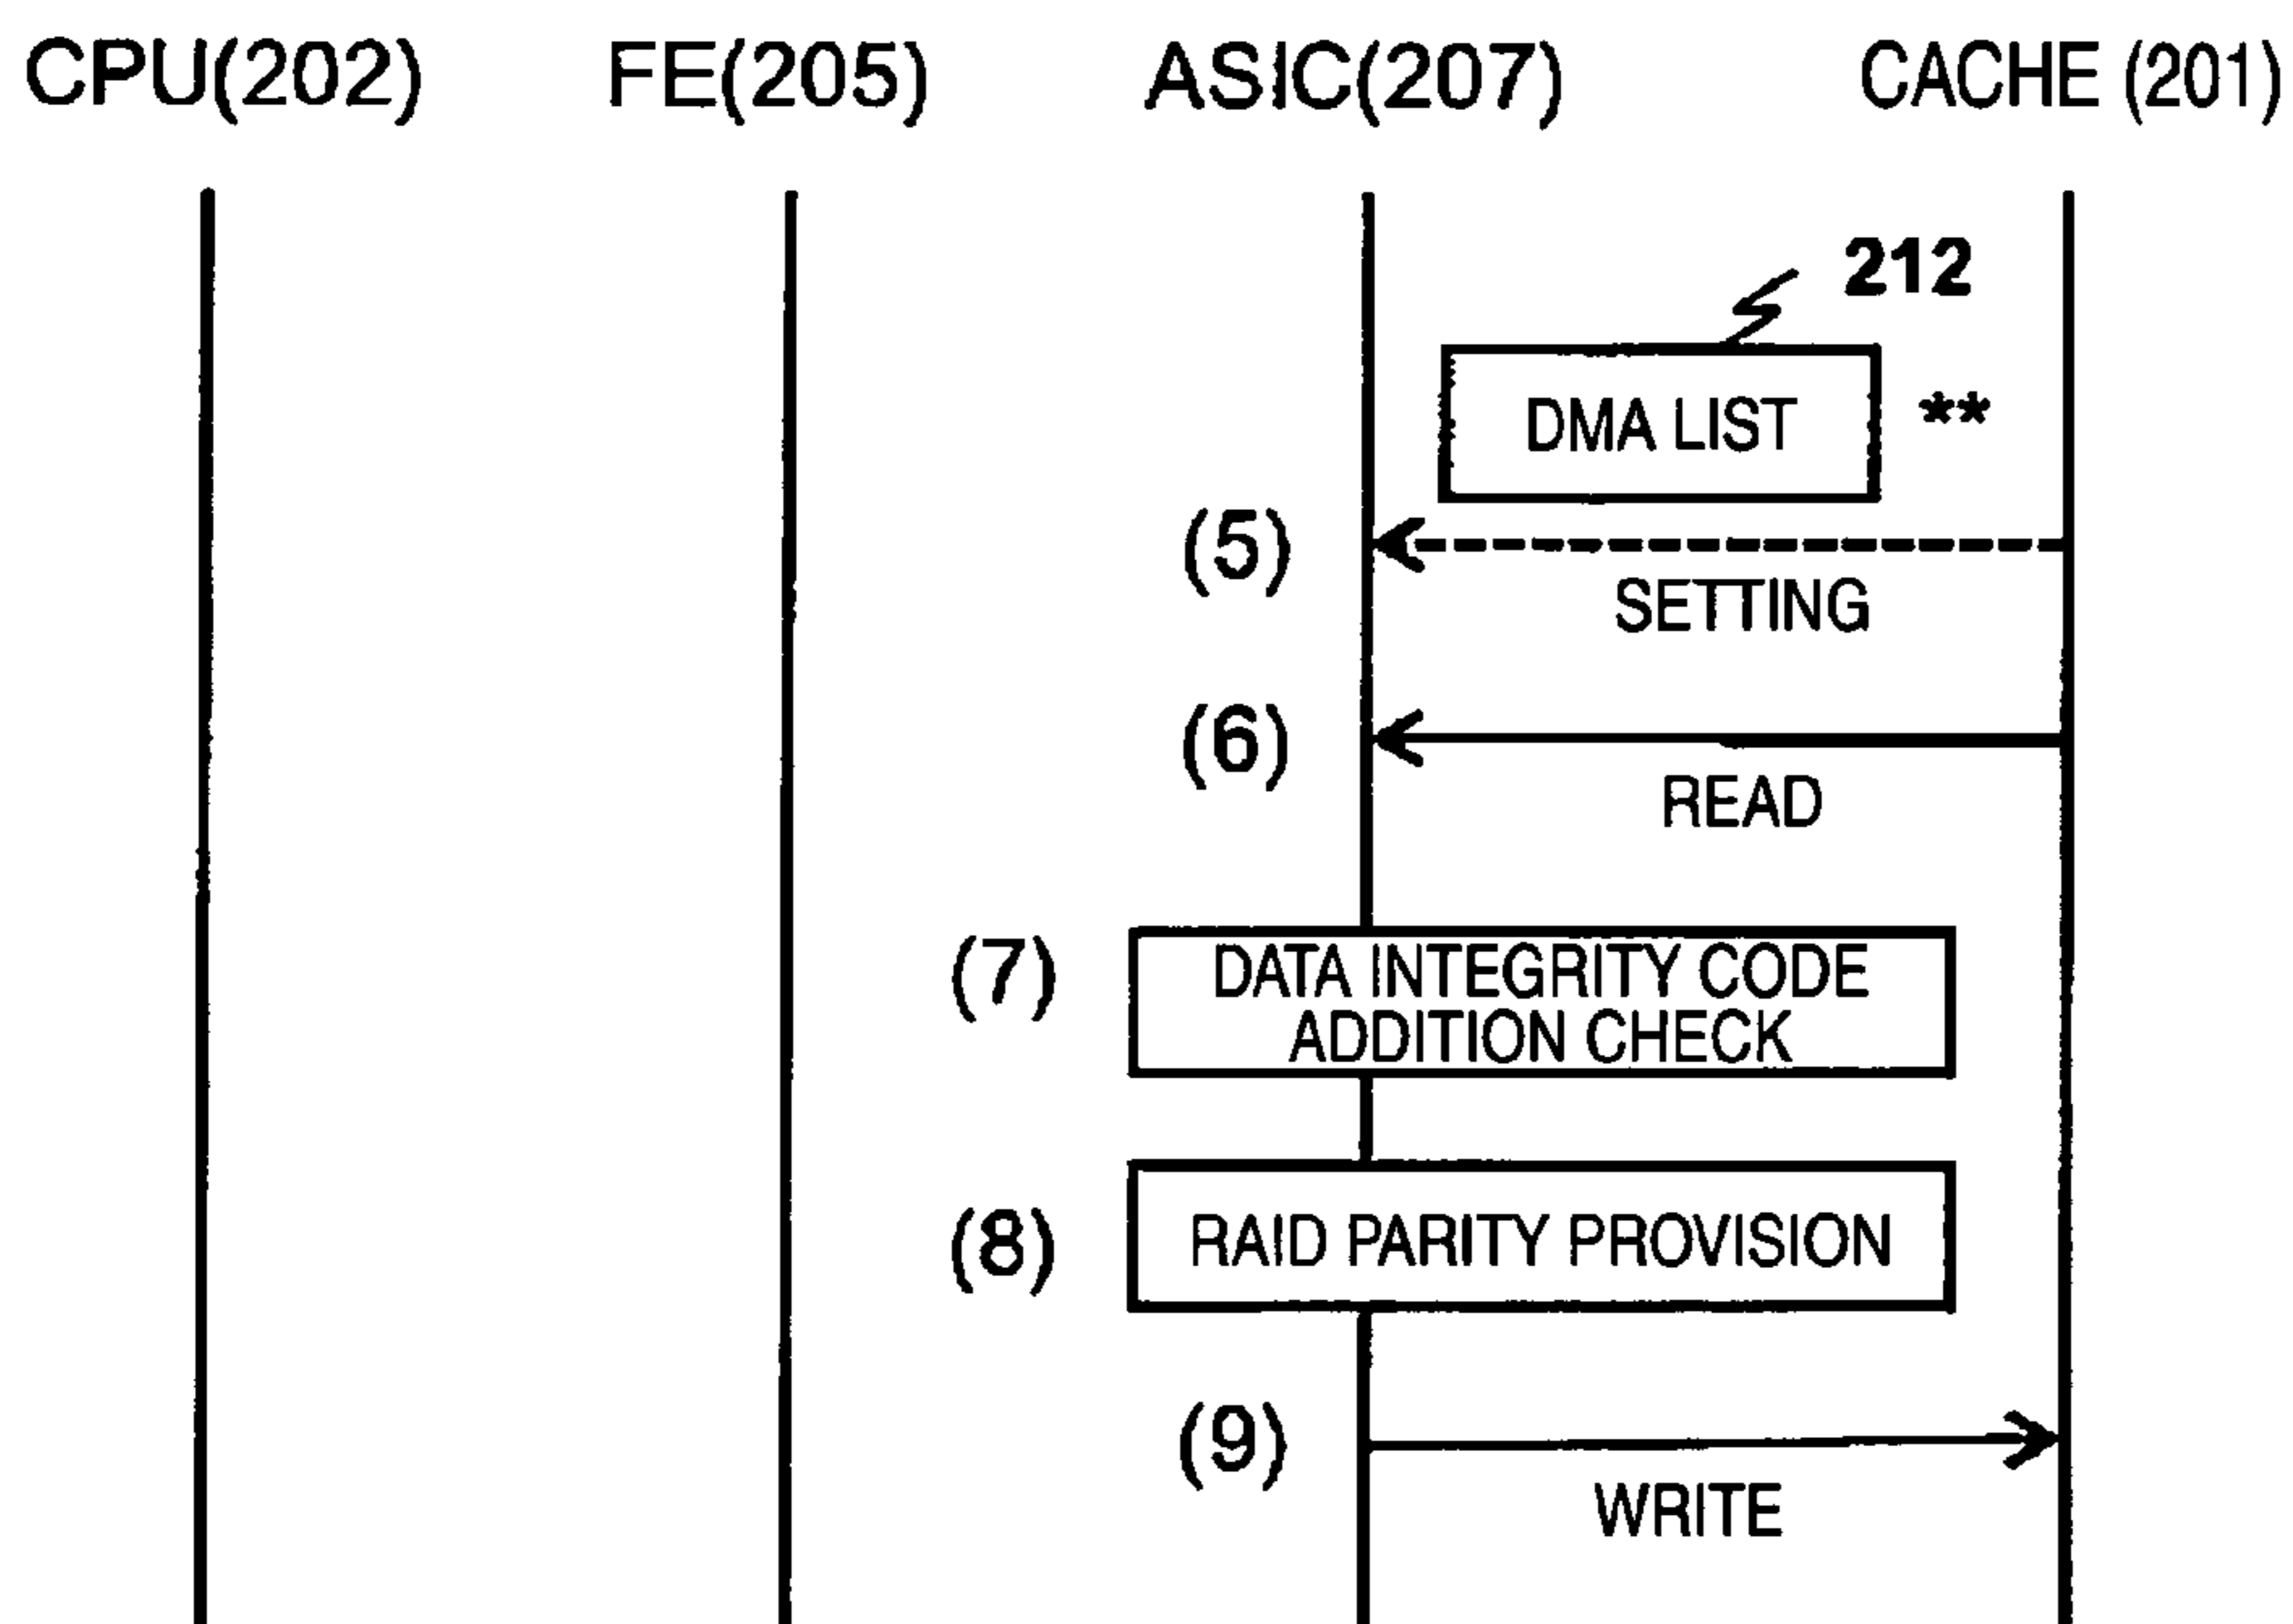 CPU(202) FE(205) ASIC(207) CACHE (201)
212
DMA LIST **
(5)
SETTING
(6)
READ
(7) DATA INTEGRITY CODE
ADDITION CHECK
(8) RAID PARITY PROVISION
(9)
WRITE